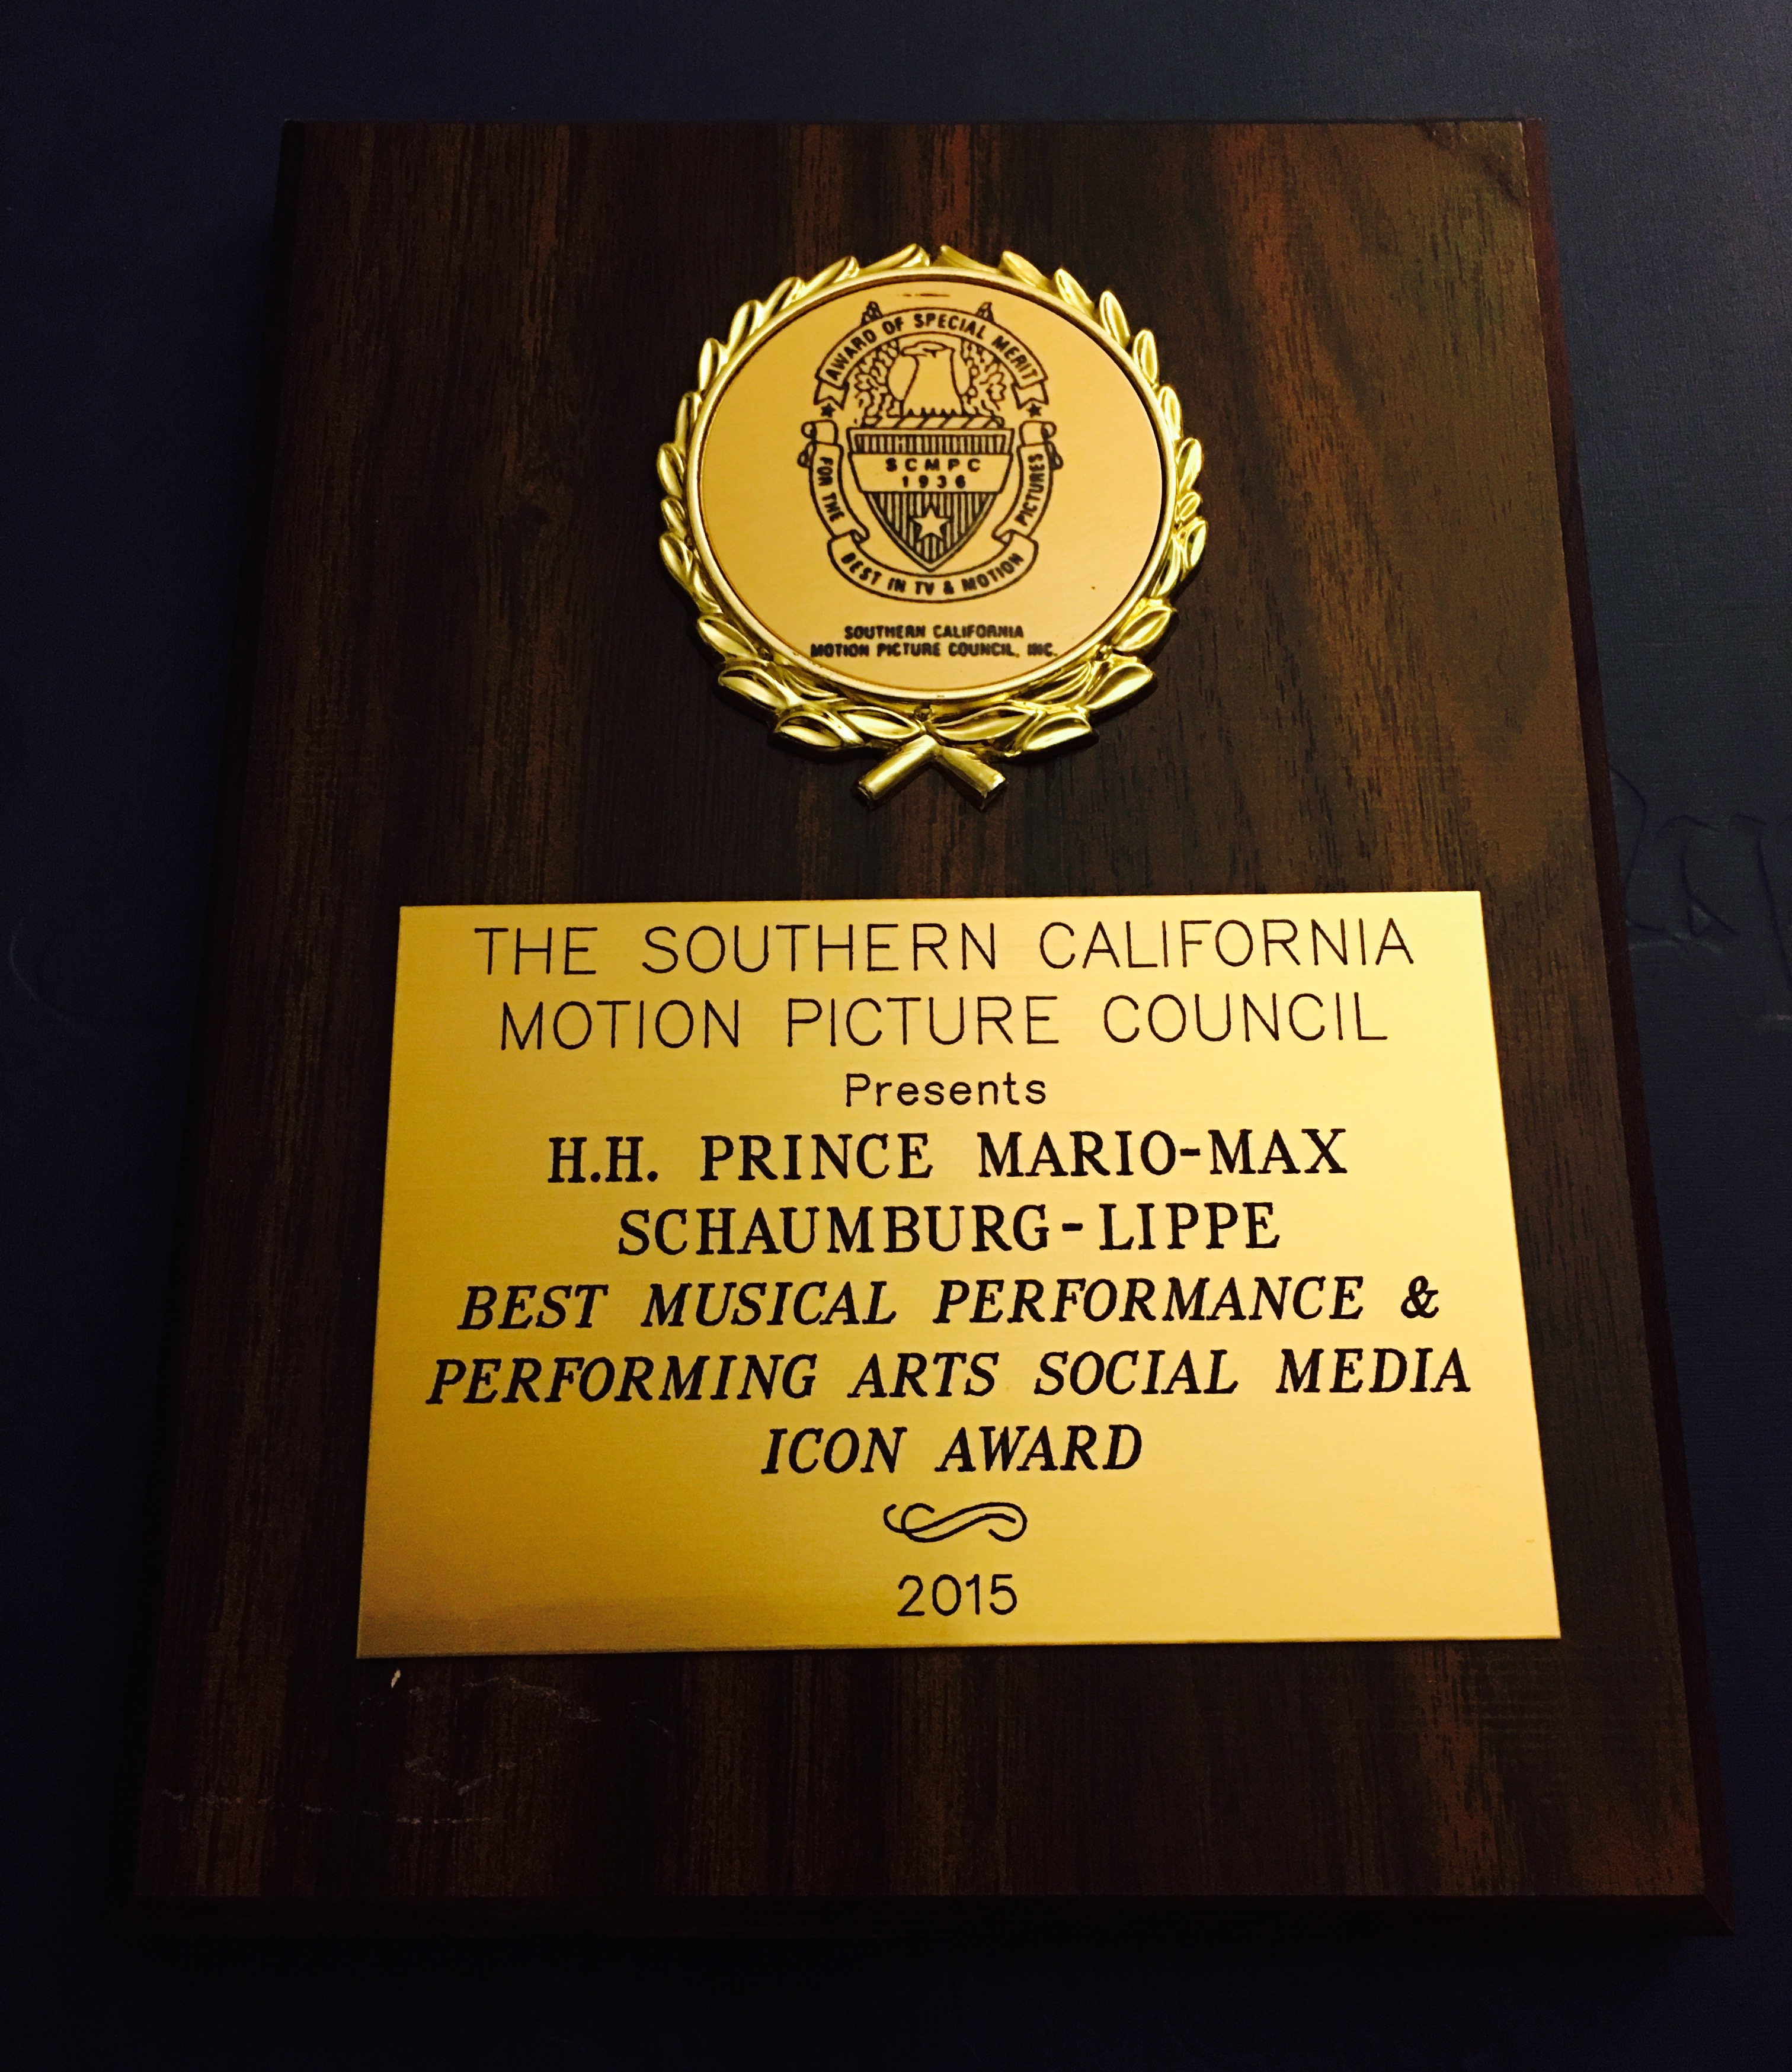 AWARD OF SPECIAL MERIT
SCMPC
1936
FOR THE
BEST IN TV & MOTION
PICTURES
SOUTHERN CALIFORNIA
MOTION PICTURE COUNCIL, INC.
THE SOUTHERN CALIFORNIA
MOTION PICTURE COUNCIL
Presents
H.H. PRINCE MARIO-MAX
SCHAUMBURG-LIPPE
BEST MUSICAL PERFORMANCE &
PERFORMING ARTS SOCIAL MEDIA
ICON AWARD
2015